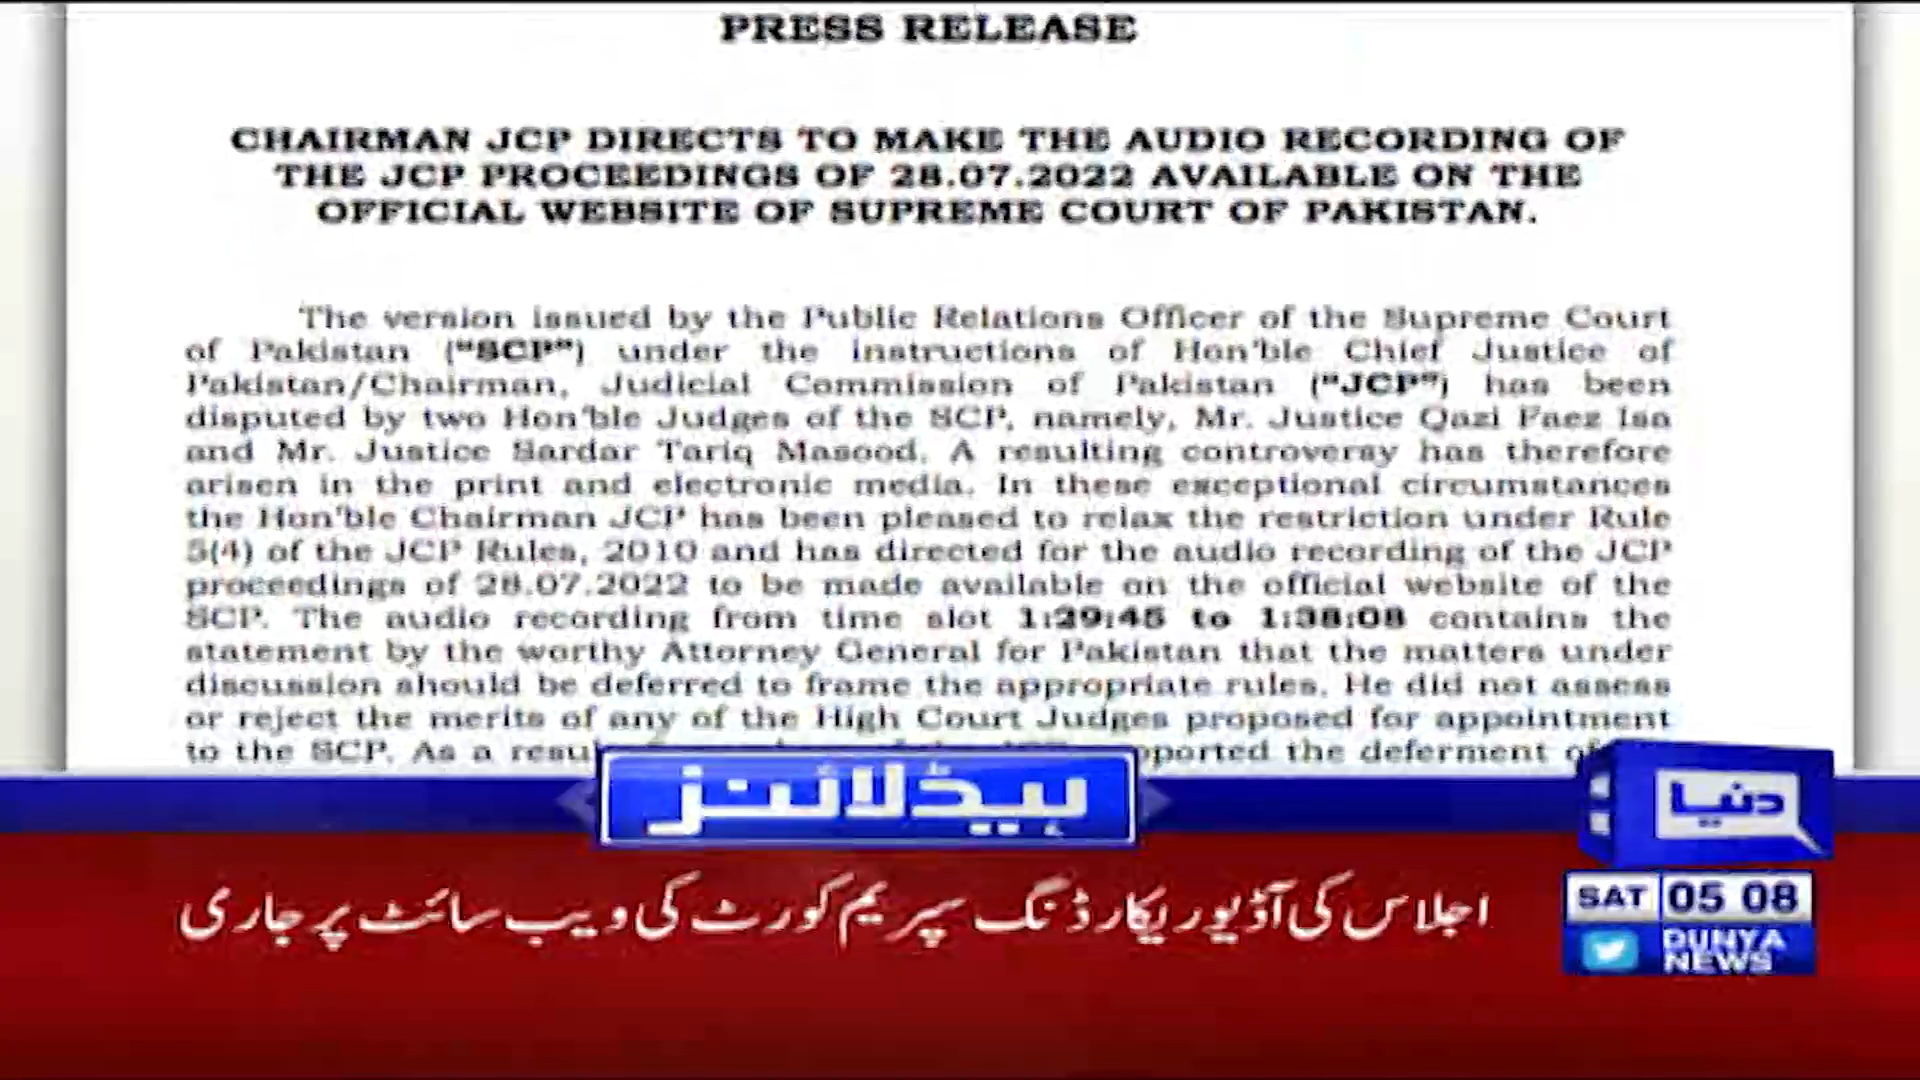 PRESS RELEASE
CHAIRMAN JCP DIRECTS TO MAKE THE AUDIO RECORDING OF
THE JCP PROCEEDINGS OF 28.07.2022 AVAILABLE ON THE
OFFICIAL WEBSITE OF SUPREME COURT OF PAKISTAN.
The version issued by the Public Relations Officer of the Supreme Court
of Pakistan ("SCP") under the instructions of Hon'ble Chief Justice of
Pakistan/Chairman, Judicial Commission of Pakistan ("JCP") has been
disputed by two Hon'ble Judges of the SCP, namely, Mr. Justice Qazi Faez Isa
and Mr. Justice Sardar Tariq Masood. A resulting controversy has therefore
arisen in the print and electronic media. In these exceptional circumstances
the Hon'ble Chairman JCP has been pleased to relax the restriction under Rule
5(4) of the JCP Rules, 2010 and has directed for the audio recording of the JCP
proceedings of 28.07.2022 to be made available on the official website of the
SCP. The audio recording from time slot 1:29:45 to 1:38:08 contains the
statement by the worthy Attorney General for Pakistan that the matters under
discussion should be deferred to frame the appropriate rules. He did not assess
or reject the merits of any of the High Court Judges proposed for appointment
to the SCP. As a the deferment
ہیڈلائنز
دنیا
اجلاس کی آڈیو ریکارڈنگ سپریم کورٹ کی ویب سائٹ پر جاری
SAT 05 08
DUNYA
NEWS